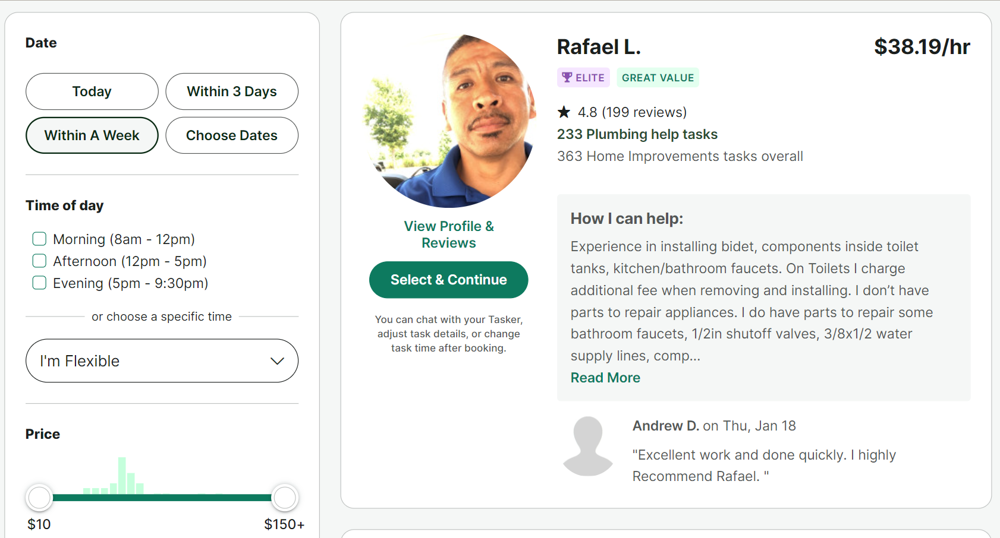 Date
Today
Within 3 Days
Within A Week
Choose Dates
Time of day
Morning (8am - 12pm)
Afternoon (12pm - 5pm)
Evening (5pm - 9:30pm)
or choose a specific time
I'm Flexible
Price
$10
$150+
View Profile &
Reviews
Select & Continue
You can chat with your Tasker,
adjust task details, or change
task time after booking.
Rafael L.
$38.19/hr
ELITE
GREAT VALUE
4.8 (199 reviews)
233 Plumbing help tasks
363 Home Improvements tasks overall
How I can help:
Experience in installing bidet, components inside toilet
tanks, kitchen/bathroom faucets. On Toilets I charge
additional fee when removing and installing. I don’t have
parts to repair appliances. I do have parts to repair some
bathroom faucets, 1/2in shutoff valves, 3/8x1/2 water
supply lines, comp...
Read More
Andrew D. on Thu, Jan 18
"Excellent work and done quickly. I highly
Recommend Rafael. "